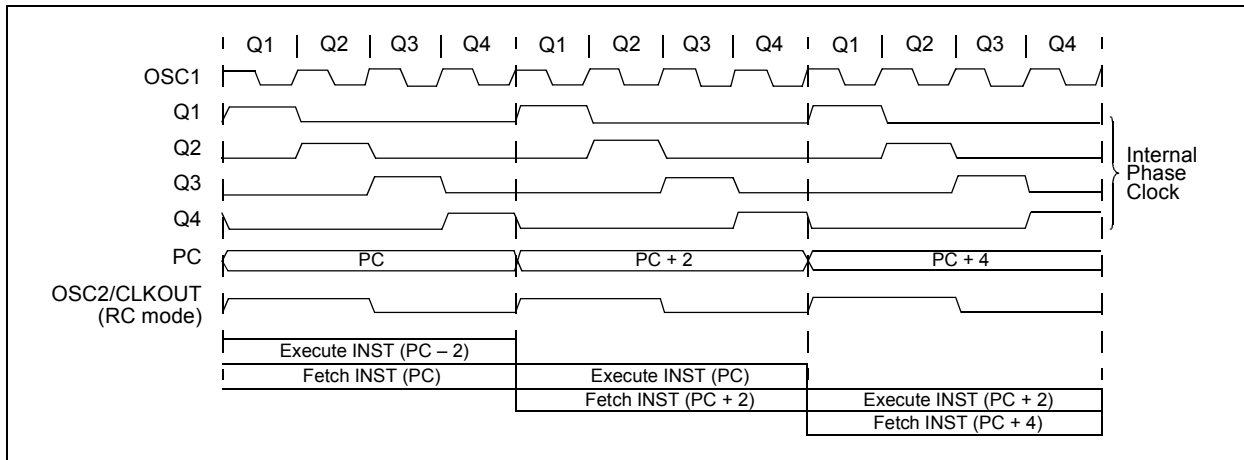 Q1 Q2 Q3 Q4 Q1 Q2 Q3 Q4 Q1 Q2 Q3 Q4
OSC1
Q1
Q2
Q3
Q4
Internal
Phase
Clock
PC PC PC + 2 PC + 4
OSC2/CLKOUT
(RC mode)
Execute INST (PC – 2)
Fetch INST (PC) Execute INST (PC)
Fetch INST (PC + 2) Execute INST (PC + 2)
Fetch INST (PC + 4)